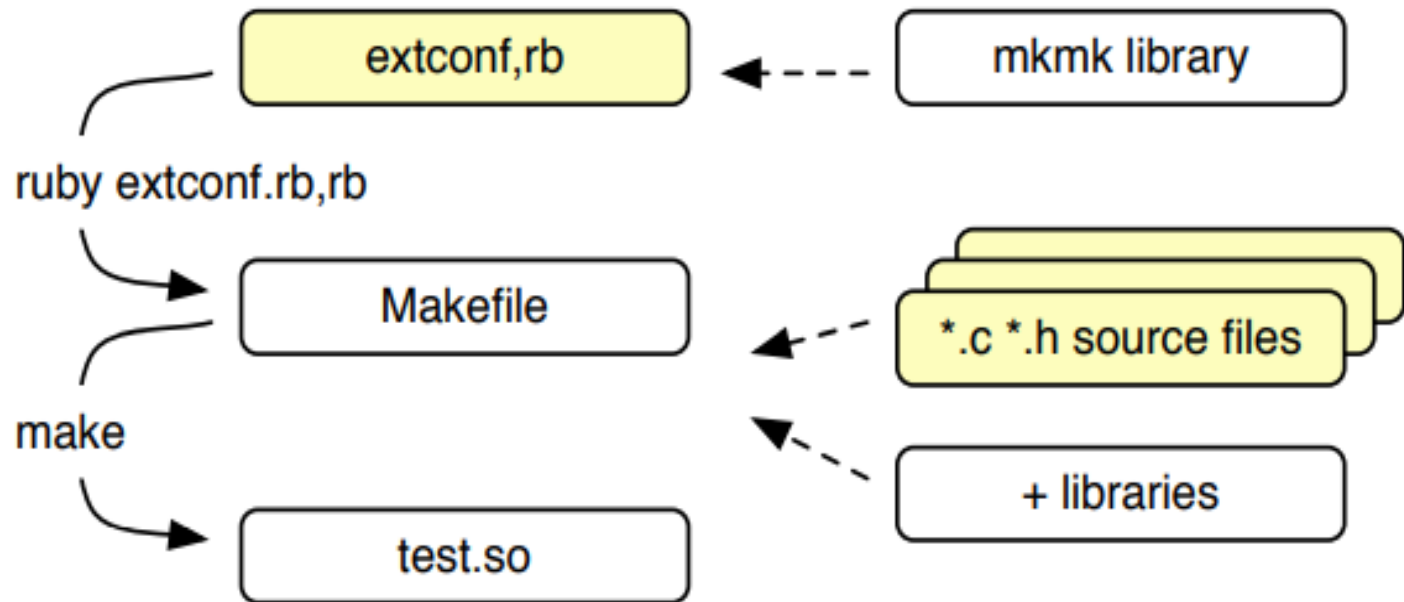 extconf,rb
mkmk library
ruby extconf.rb,rb
Makefile
*.c *.h source files
make
+ libraries
test.so